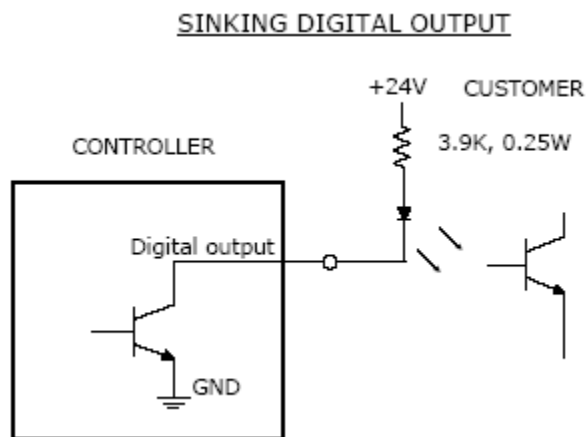 SINKING DIGITAL OUTPUT
+24V
CUSTOMER
3.9K, 0.25W
CONTROLLER
Digital output
GND